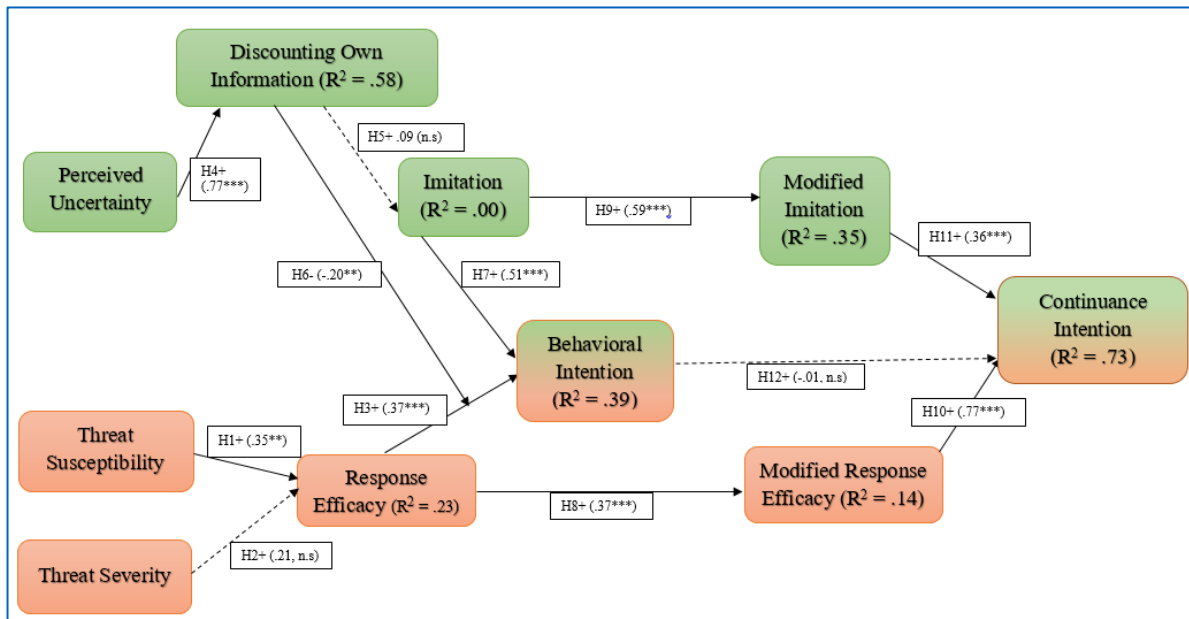 Discounting Own
Information (R² = .58)
H5+ .09 (n.s)
H4+
(.77***)
Perceived
Uncertainty
Imitation
(R² = .00)
H9+ (.59***)
Modified
Imitation
(R² = .35)
H11+ (.36***)
H6- (-.20**)
H7+ (.51***)
Continuance
Intention
(R² = .73)
Behavioral
Intention
(R² = .39)
H12+ (-.01, n.s)
H3+ (.37***)
H10+ (.77***)
Threat
Susceptibility
H1+ (.35**)
Response
Efficacy (R² = .23)
H8+ (.37***)
Modified Response
Efficacy (R² = .14)
H2+ (.21, n.s)
Threat Severity